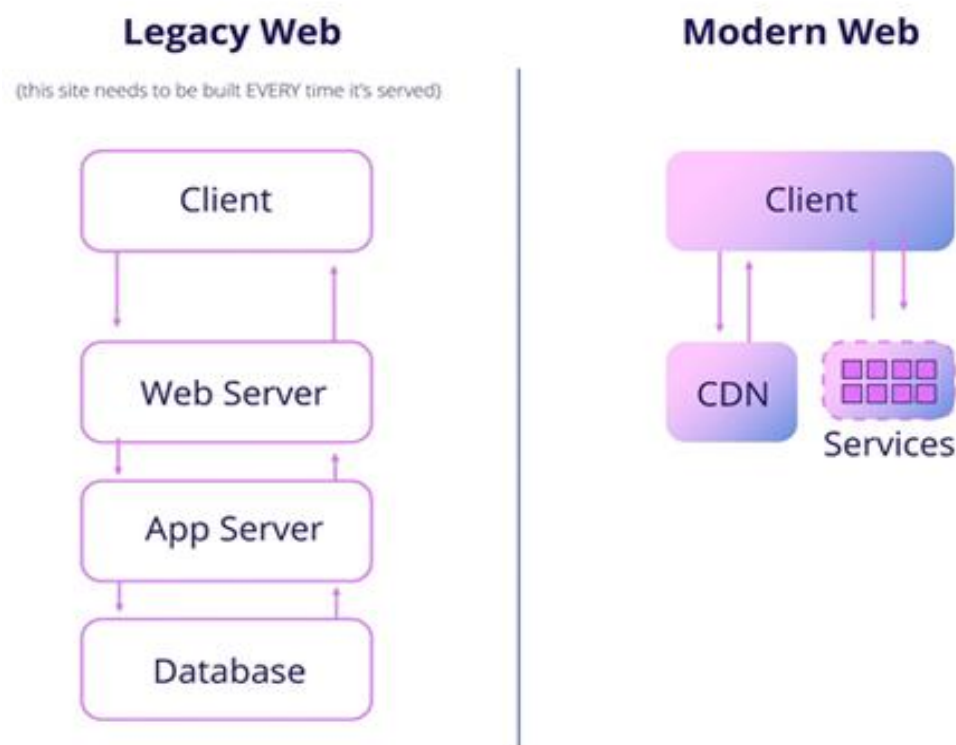 Legacy Web
(this site needs to be built EVERY time it's served)
Client
Web Server
App Server
Database
Modern Web
Client
CDN
Services